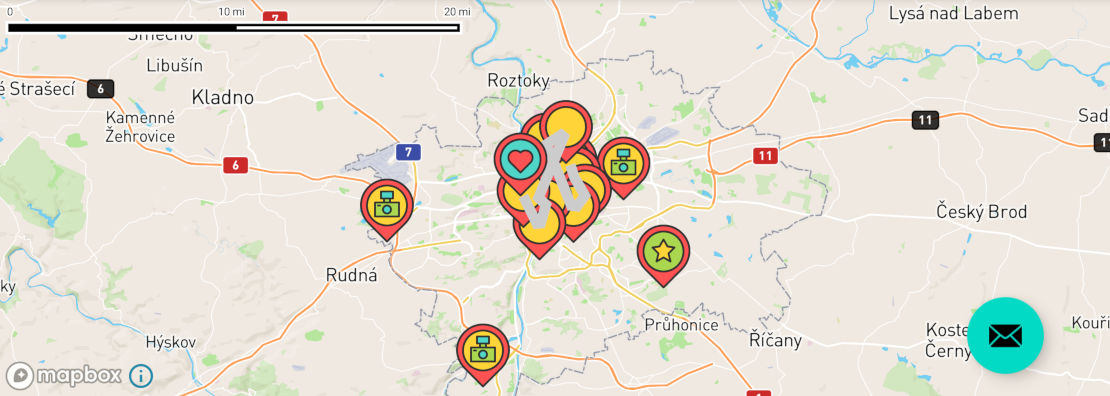 0
10 mi
20 mi
7
Lysá nad Labem
Smečno
Libušín
Roztoky
é Strašecí
6
Kladno
Kamenné
Žehrovice
11
Sad
11
7
6
11
Český Brod
Rudná
ky
Průhonice
Říčany
Hýskov
Koste
Černý
Kouři
mapbox
i
6